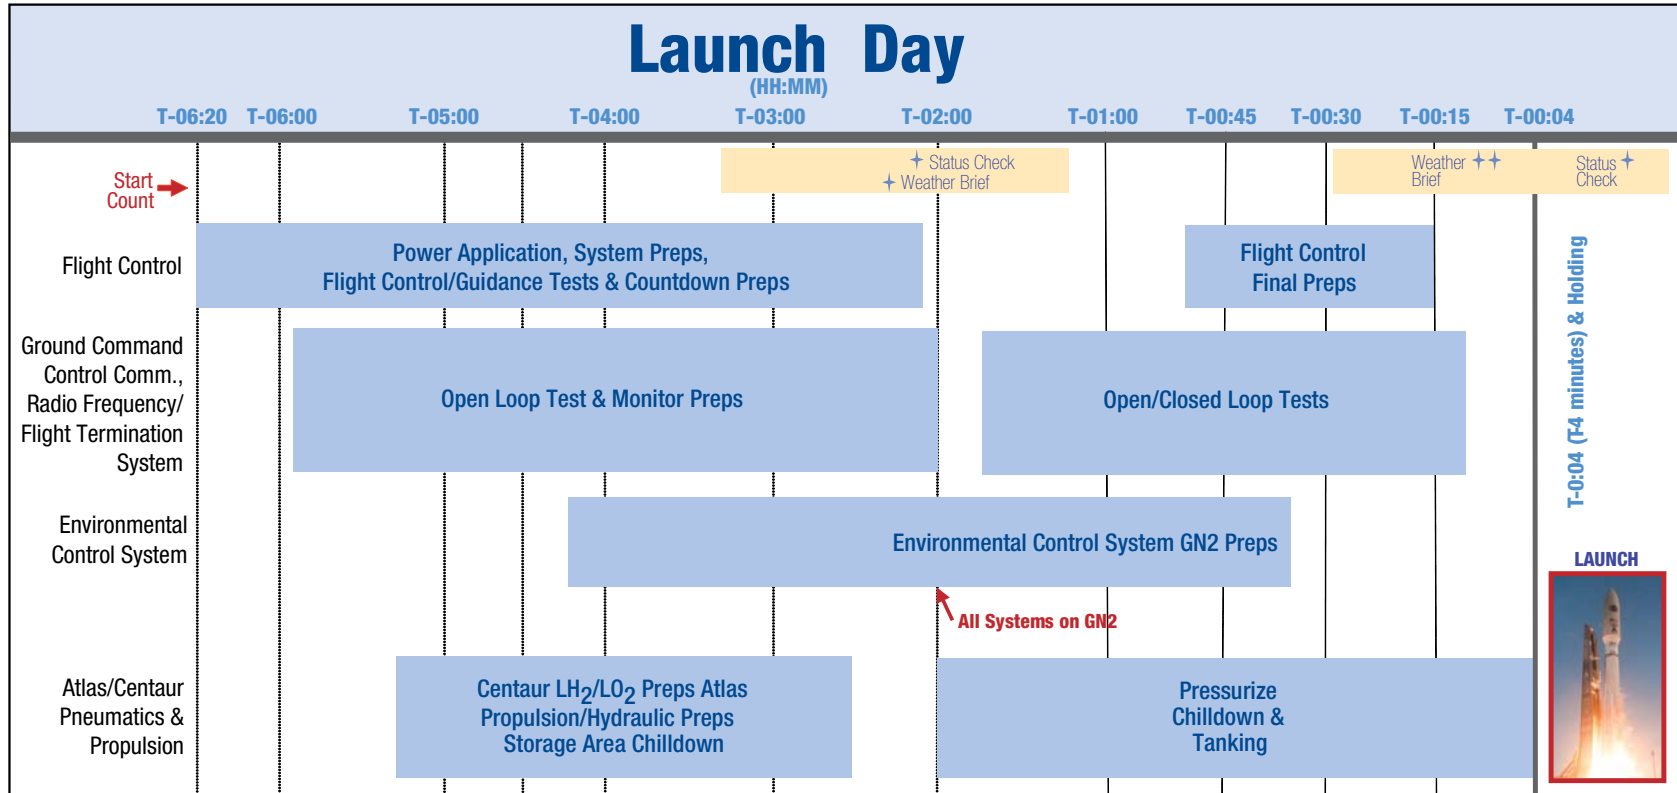 Launch Day
(HH:MM)
T-06:20 T-06:00 T-05:00 T-04:00 T-03:00 T-02:00 T-01:00 T-00:45 T-00:30 T-00:15 T-00:04
Start
Count
Status Check
Weather Brief
Weather
Brief
Status
Check
Flight Control
Power Application, System Preps,
Flight Control/Guidance Tests & Countdown Preps
Flight Control
Final Preps
Ground Command
Control Comm.,
Radio Frequency/
Flight Termination
System
Open Loop Test & Monitor Preps
Open/Closed Loop Tests
T-0:04 (T-4 minutes) & Holding
Environmental
Control System
Environmental Control System GN2 Preps
All Systems on GN2
LAUNCH
Atlas/Centaur
Pneumatics &
Propulsion
Centaur LH2/LO2 Preps Atlas
Propulsion/Hydraulic Preps
Storage Area Chilldown
Pressurize
Chilldown &
Tanking